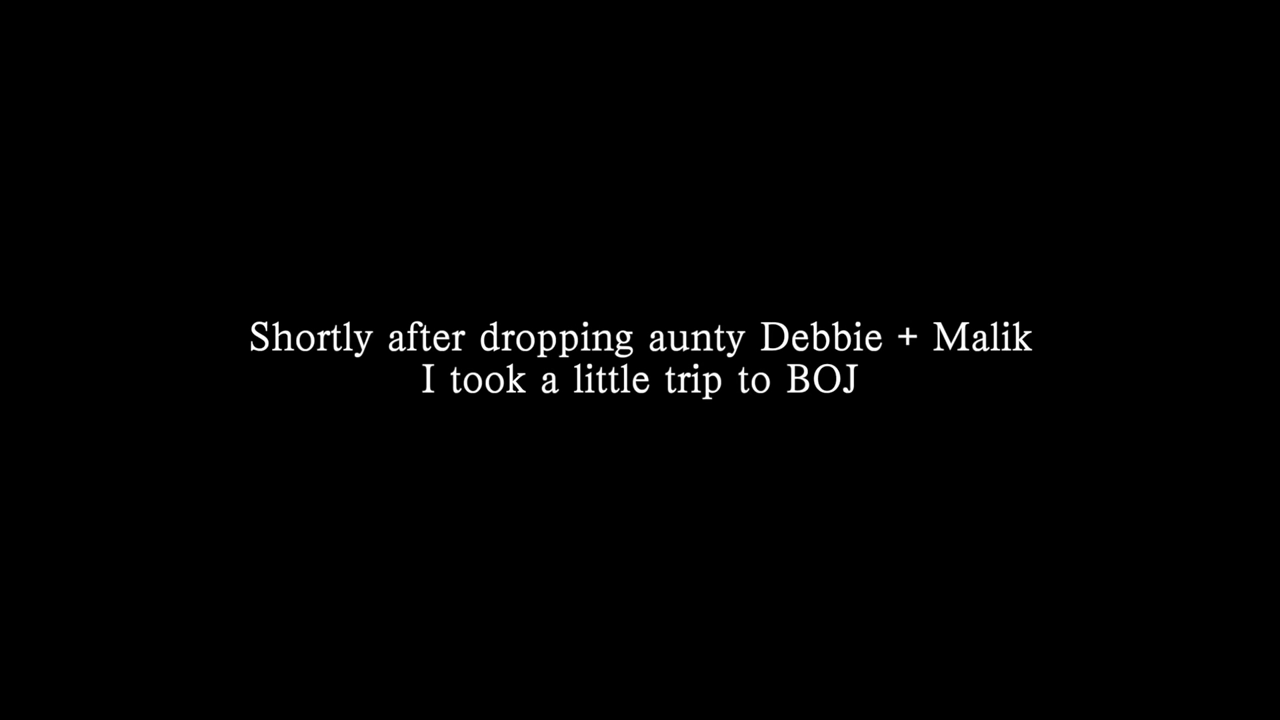 Shortly after dropping aunty Debbie + Malik
I took a little trip to BOJ